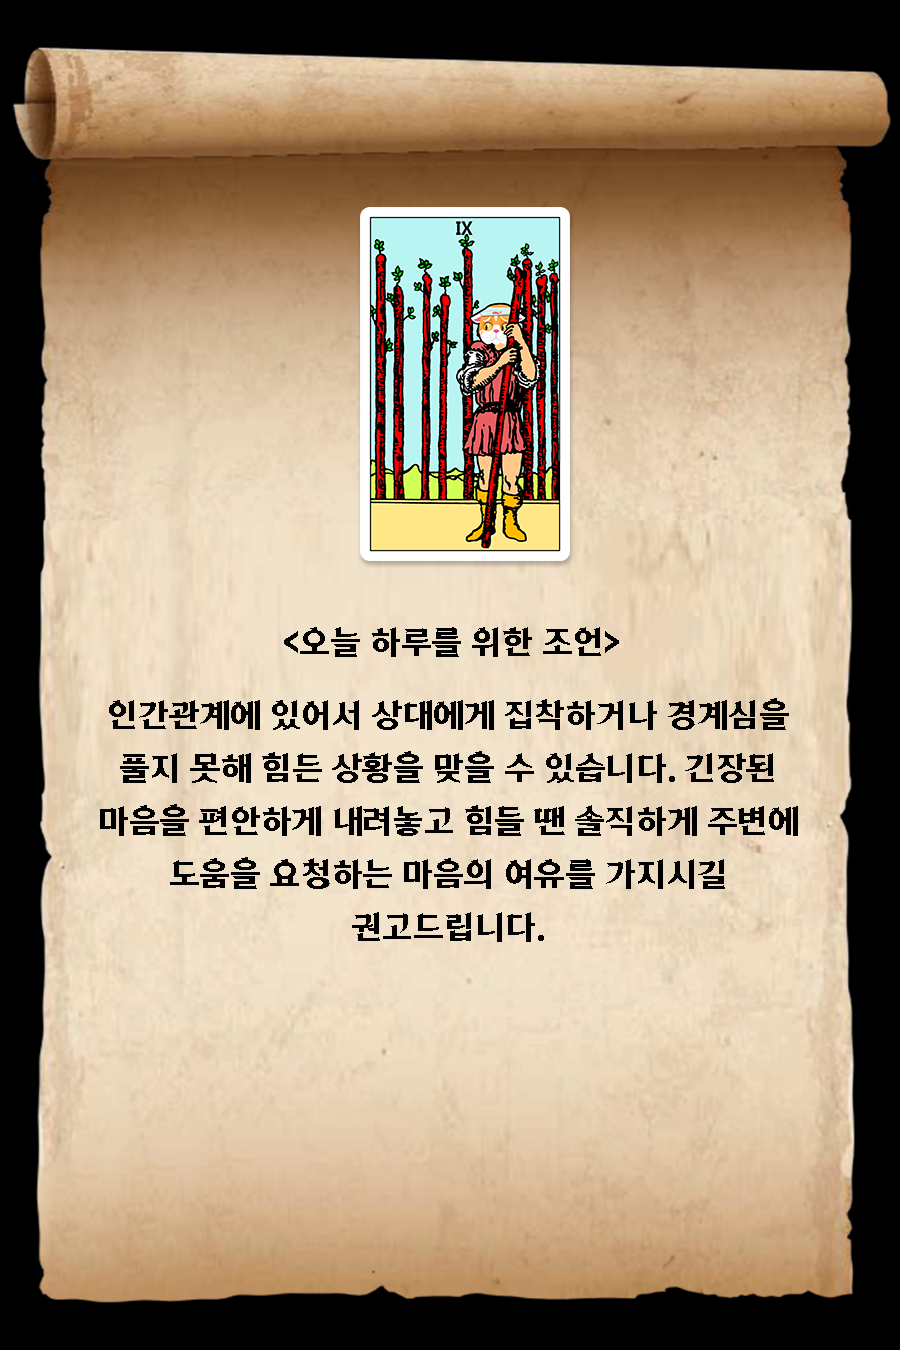 IX
<오늘 하루를 위한 조언>
인간관계에 있어서 상대에게 집착하거나 경계심을
풀지 못해 힘든 상황을 맞을 수 있습니다. 긴장된
마음을 편안하게 내려놓고 힘들 땐 솔직하게 주변에
도움을 요청하는 마음의 여유를 가지시길
권고드립니다.